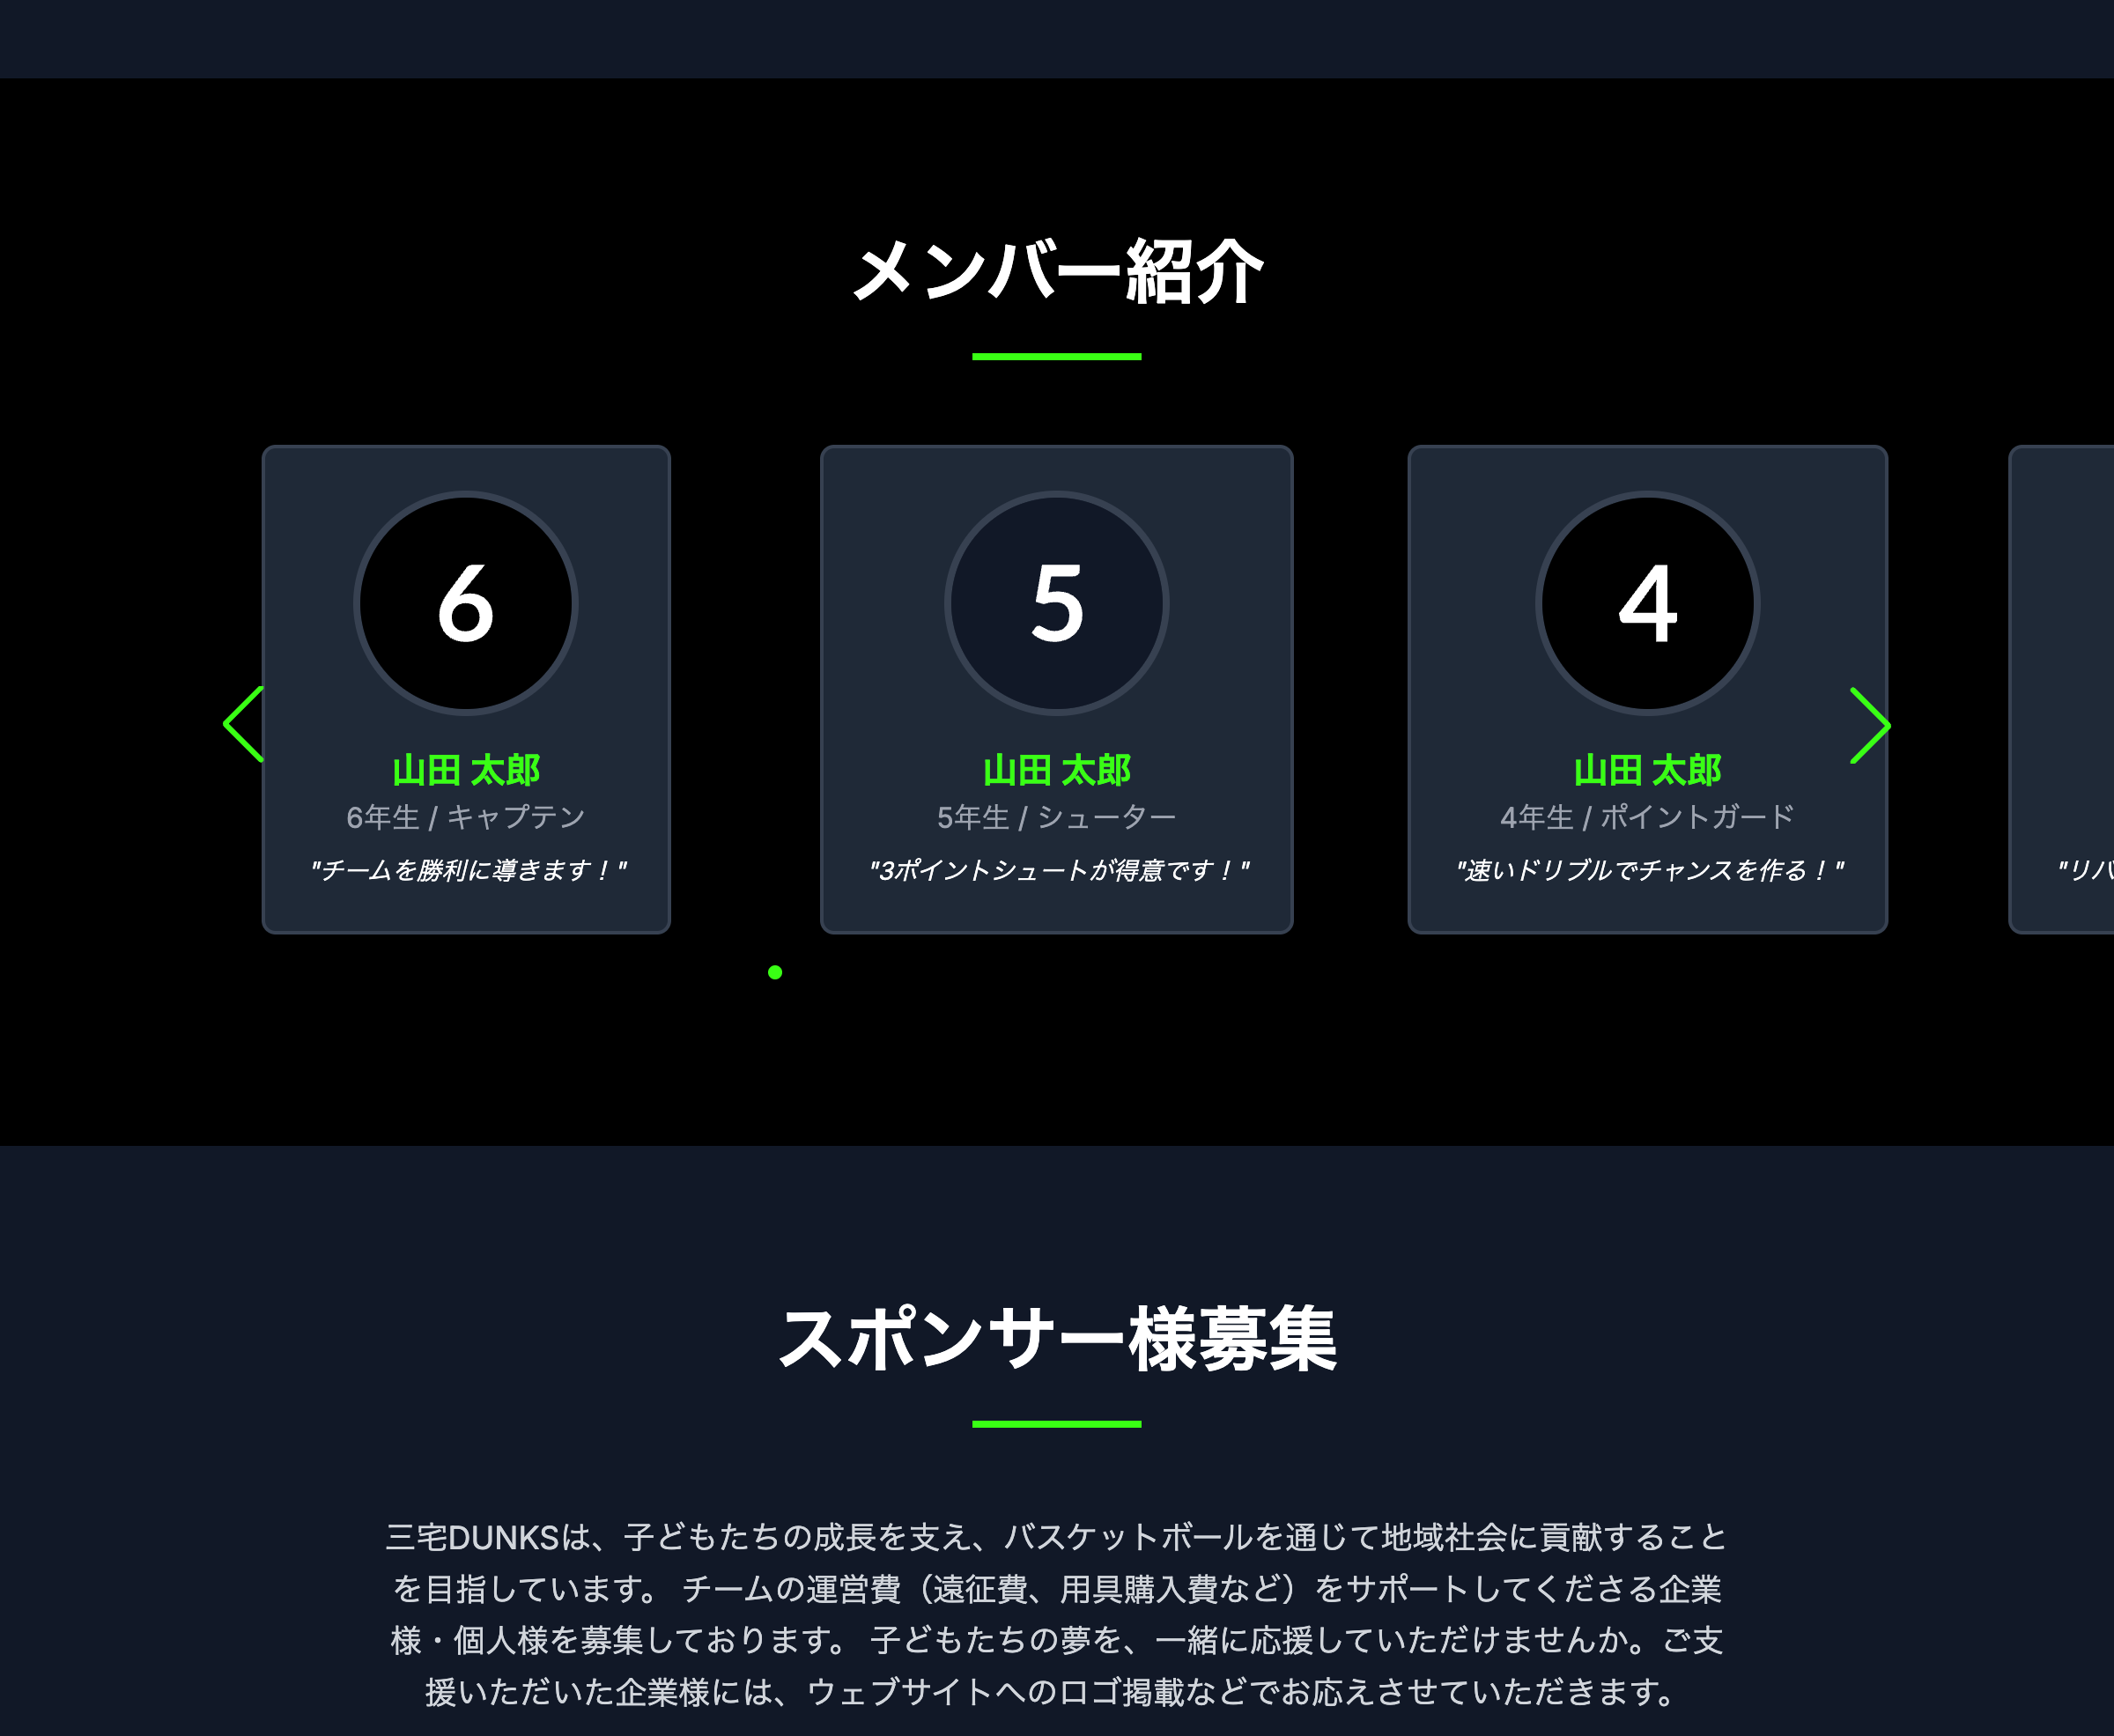 メンバー紹介
6
山田 太郎
6年生 / キャプテン
"チームを勝利に導きます！"
5
山田 太郎
5年生 / シューター
"3ポイントシュートが得意です！"
4
山田 太郎
4年生 / ポイントガード
"速いドリブルでチャンスを作る！"
"リバ
スポンサー様募集
三宅DUNKSは、子どもたちの成長を支え、バスケットボールを通じて地域社会に貢献すること
を目指しています。 チームの運営費（遠征費、用具購入費など）をサポートしてくださる企業
様・個人様を募集しております。 子どもたちの夢を、一緒に応援していただけませんか。ご支
援いただいた企業様には、ウェブサイトへのロゴ掲載などでお応えさせていただきます。